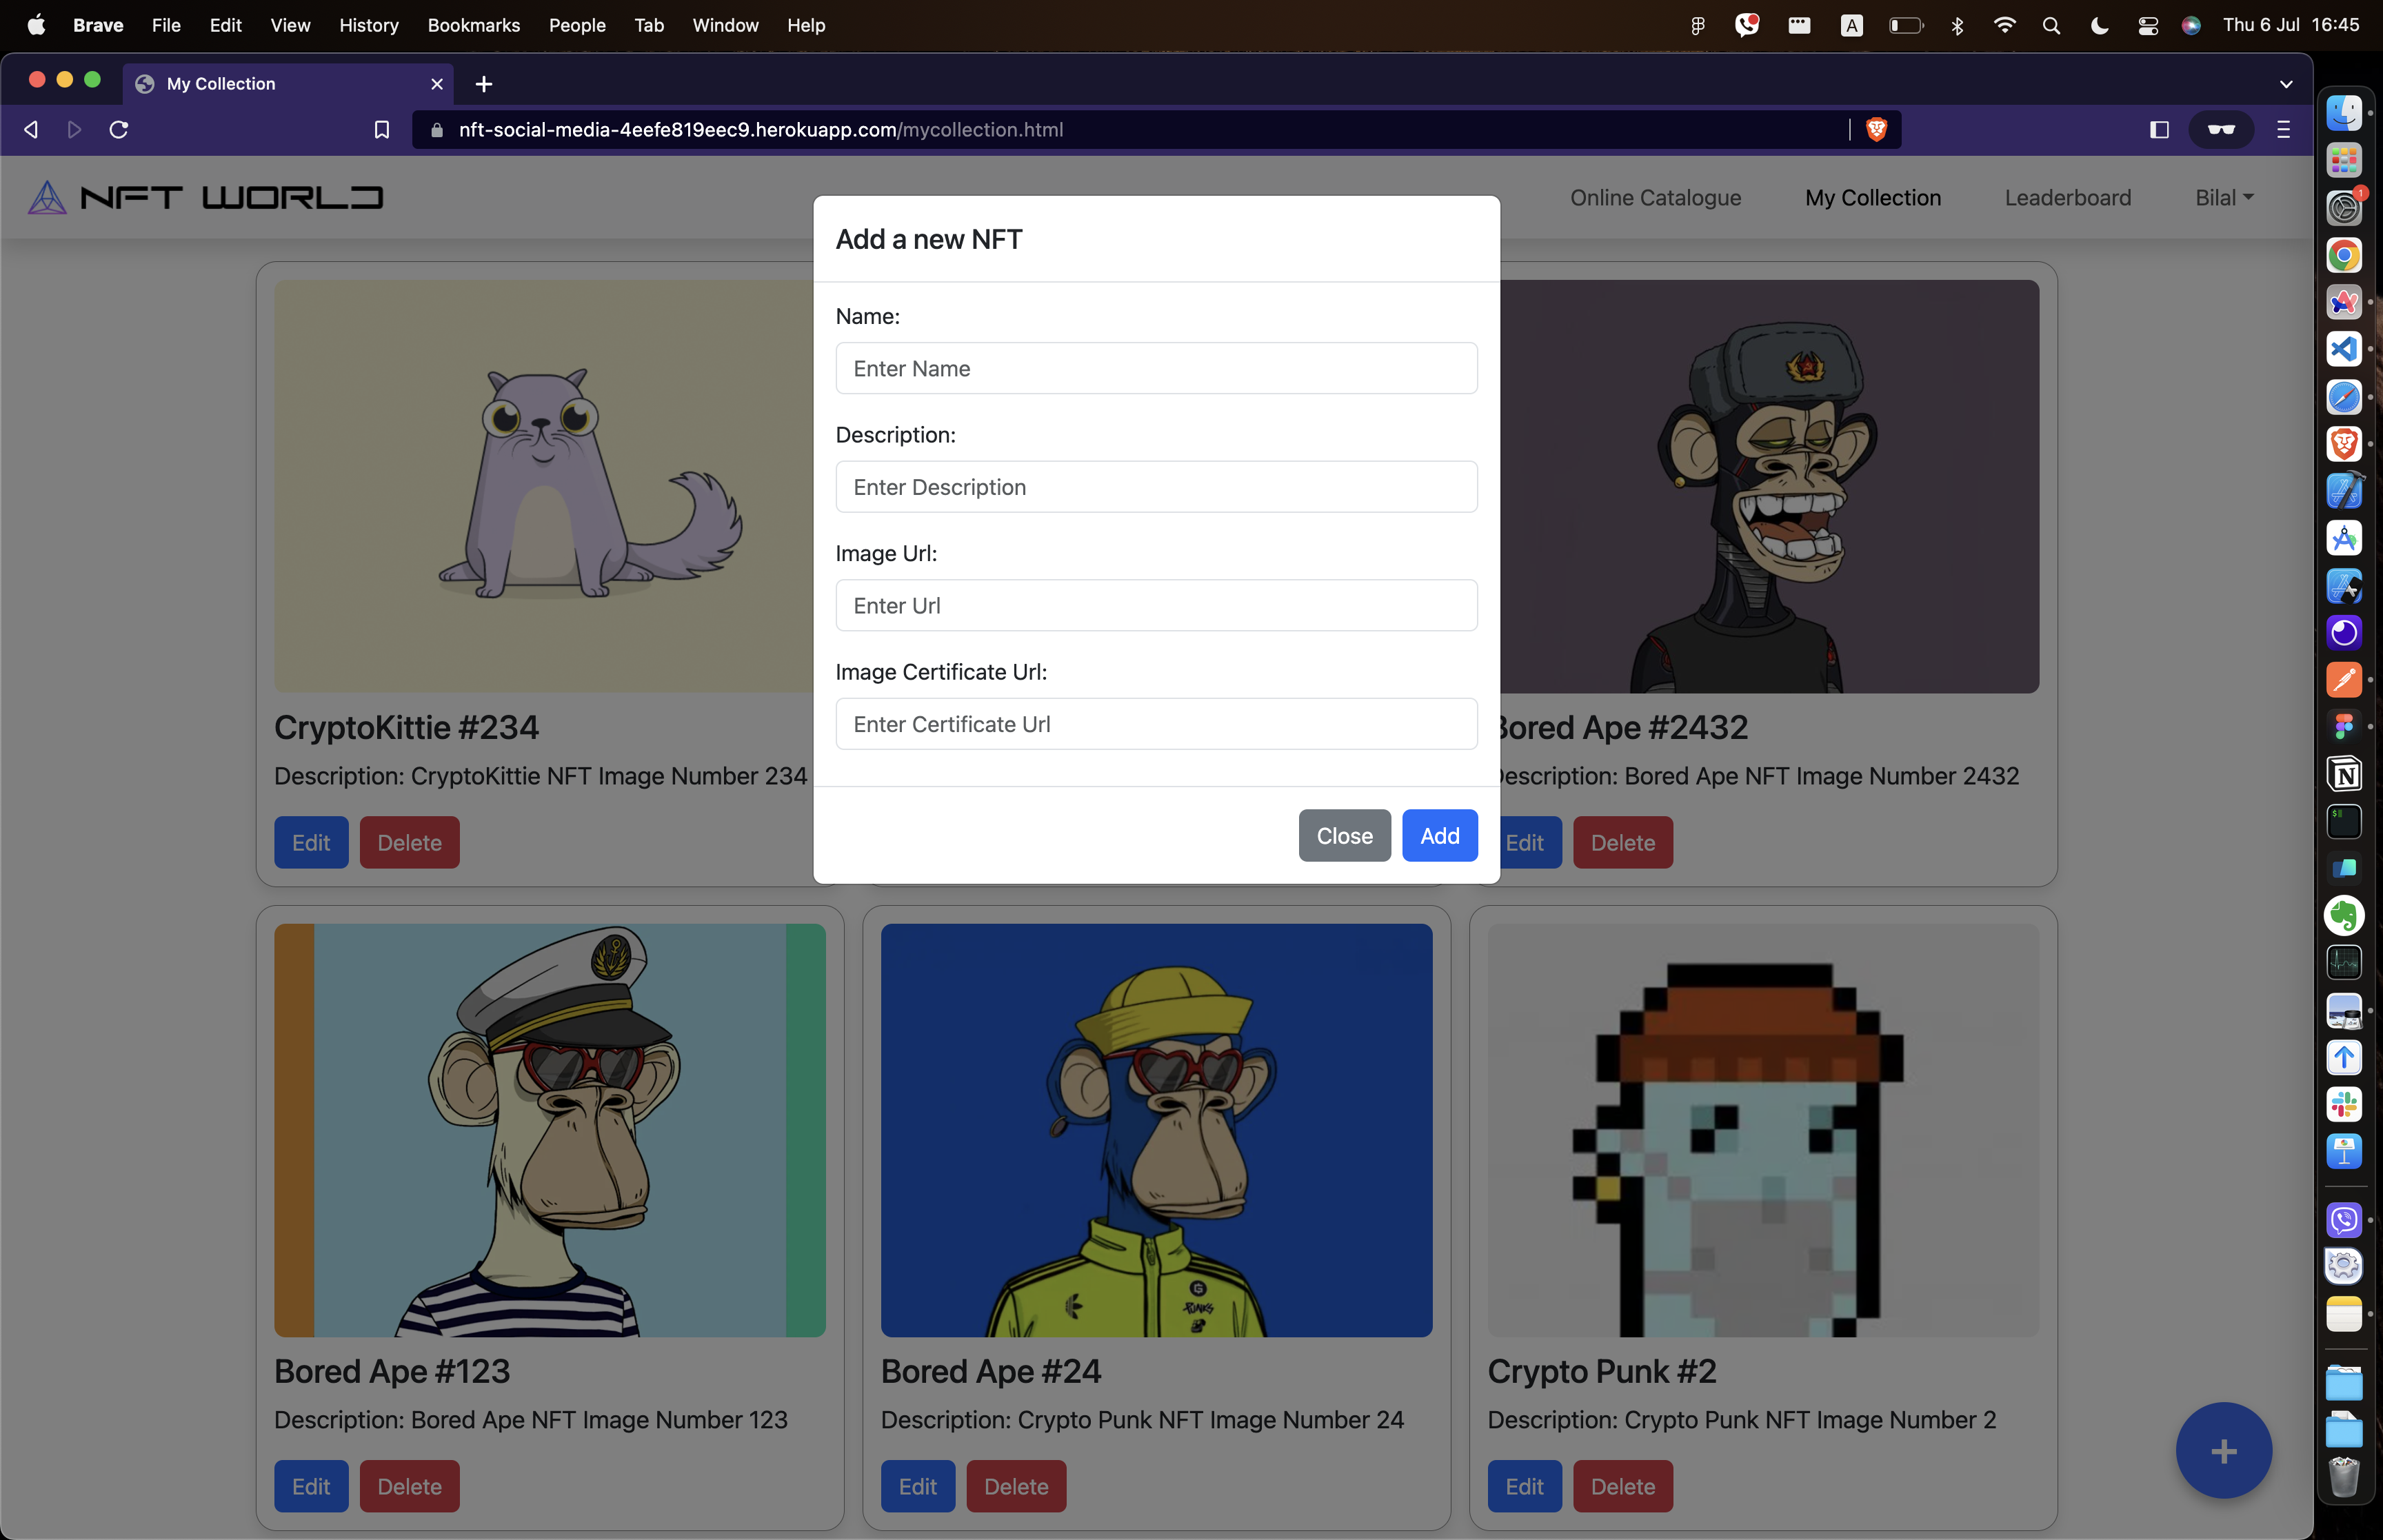 Brave File Edit View History Bookmarks People Tab Window Help
A
Thu 6 Jul 16:45
My Collection
nft-social-media-4eefe819eec9.herokuapp.com/mycollection.html
NFT WORLD
Online Catalogue My Collection Leaderboard Bilal
1
Add a new NFT
Name:
Enter Name
Description:
Enter Description
Image Url:
Enter Url
Image Certificate Url:
Enter Certificate Url
Close Add
CryptoKittie #234
Description: CryptoKittie NFT Image Number 234
Edit Delete
Bored Ape #2432
Description: Bored Ape NFT Image Number 2432
Edit Delete
Bored Ape #123
Description: Bored Ape NFT Image Number 123
Edit Delete
PUNKS
Bored Ape #24
Description: Crypto Punk NFT Image Number 24
Edit Delete
Crypto Punk #2
Description: Crypto Punk NFT Image Number 2
Edit Delete
+